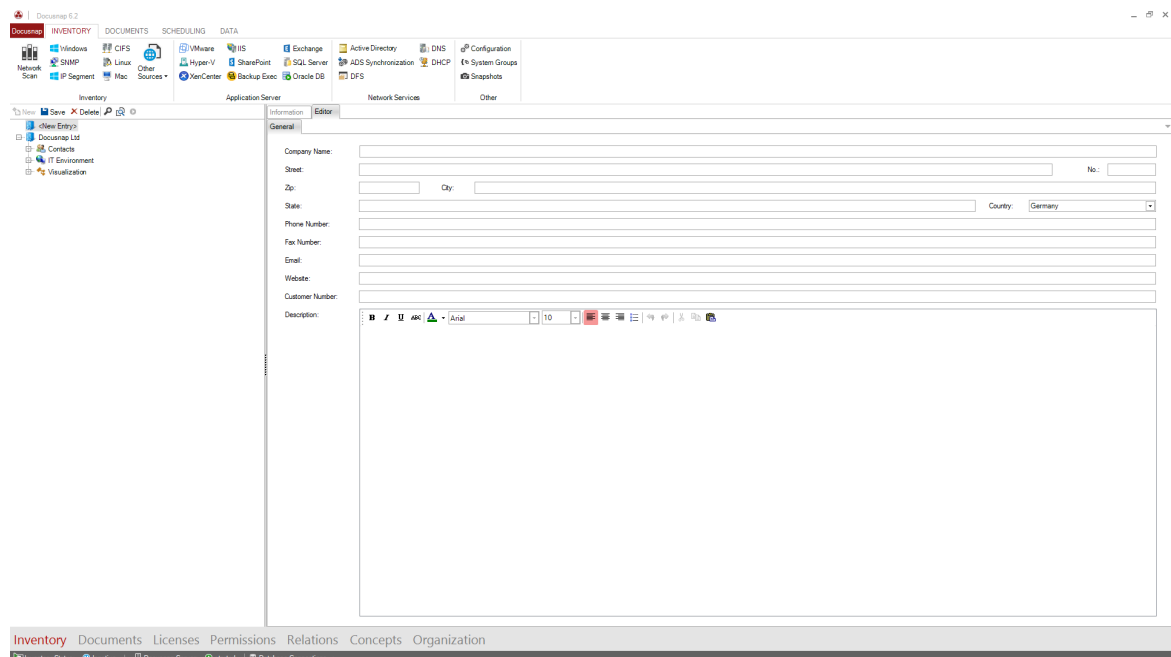 Docusnap 6.2
Docusnap INVENTORY DOCUMENTS SCHEDULING DATA
Windows CIFS VMware IIS Exchange Active Directory DNS Configuration
Network Scan SNMP Linux Other Sources Hyper-V SharePoint SQL Server ADS Synchronization DHCP System Groups
IP Segment Mac XenCenter Backup Exec Oracle DB DFS Snapshots
Inventory Application Server Network Services Other
New Save Delete Information Editor
<New Entry> General
Docusnap Ltd
Contacts
IT Environment
Visualization
Company Name:
Street: No.:
Zip: City:
State: Country: Germany
Phone Number:
Fax Number:
Email:
Website:
Customer Number:
Description: B I U ABC A Arial 10
Inventory Documents Licenses Permissions Relations Concepts Organization